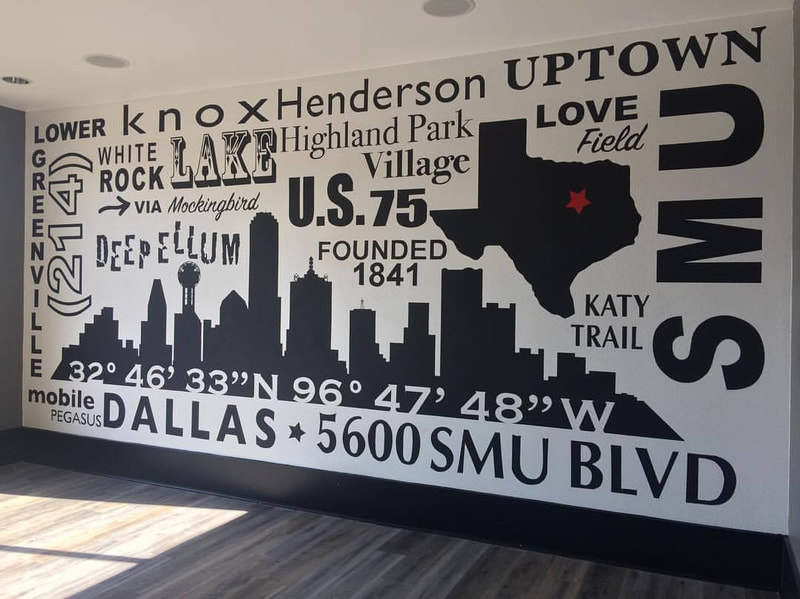 UPTOWN
knox Henderson
LOWER GREENVILLE
(214)
WHITE ROCK
LAKE
VIA Mockingbird
Highland Park
Village
LOVE
Field
SMU
U.S. 75
DEEP ELLUM
FOUNDED
1841
KATY
TRAIL
32° 46' 33”N 96° 47' 48” W
mobile
PEGASUS
DALLAS ★ 5600 SMU BLVD